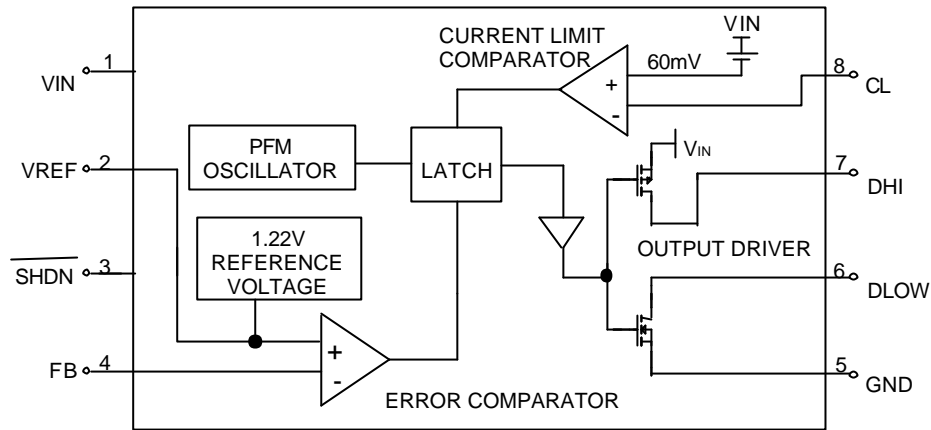 VIN
CURRENT LIMIT
COMPARATOR
60mV
1
VIN
8
CL
+
-
PFM
OSCILLATOR
LATCH
2
VREF
VIN
7
DHI
1.22V
REFERENCE
VOLTAGE
OUTPUT DRIVER
3
SHDN
6
DLOW
+
-
4
FB
5
GND
ERROR COMPARATOR